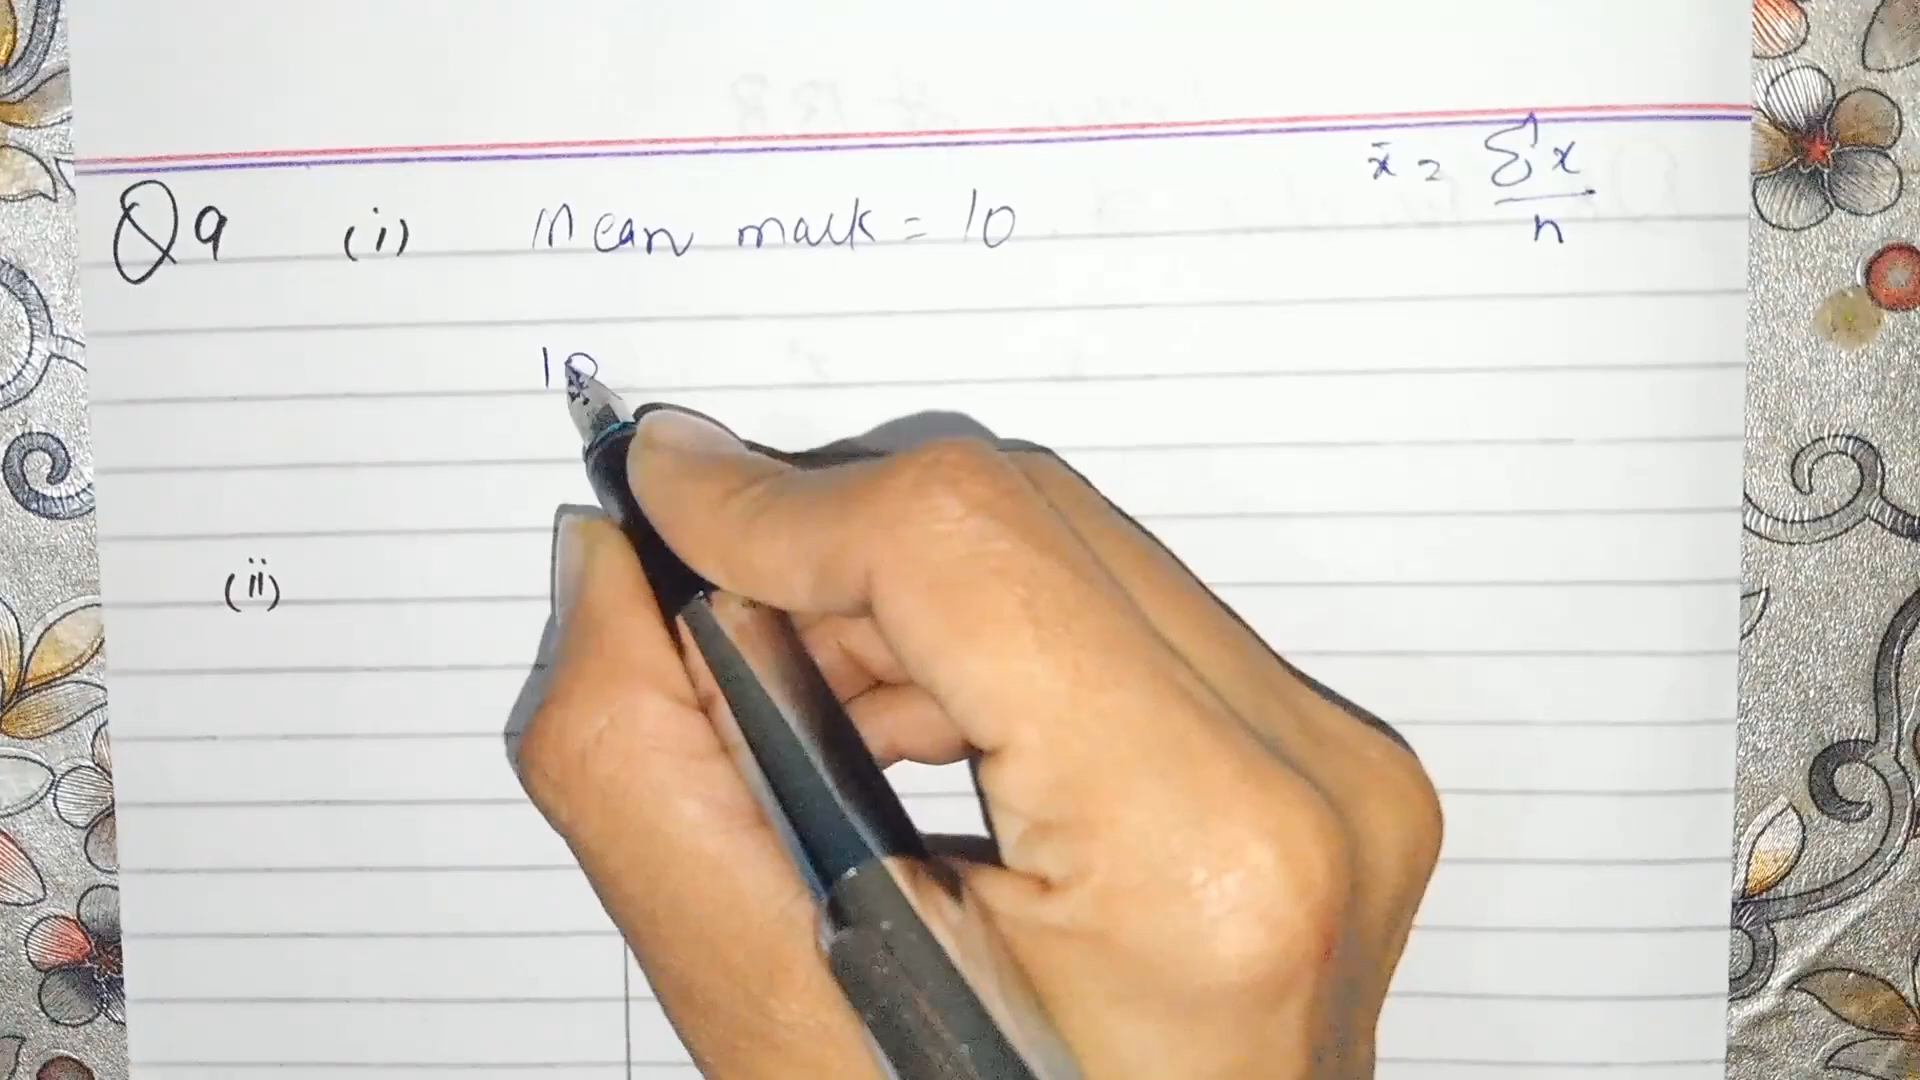 Q9 (i) Mean mark = 10
x̄ = Σx / n
10
(ii)